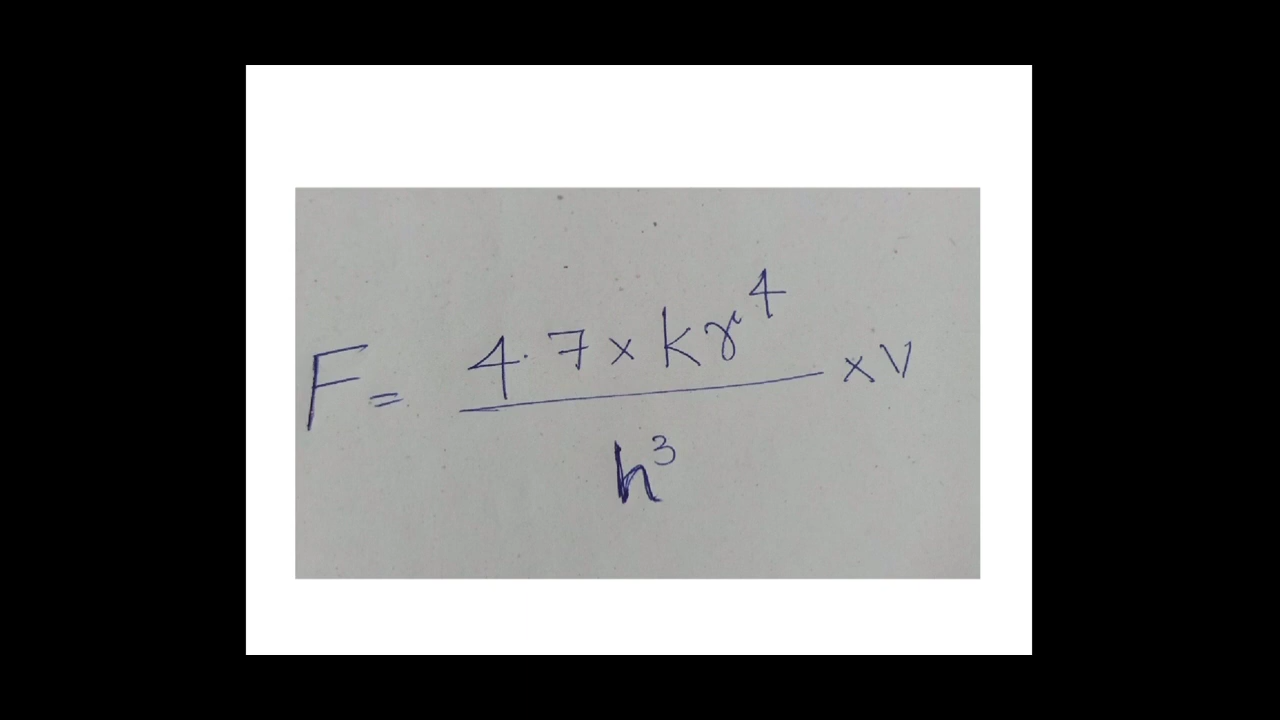 F = 4.7 × kr⁴ / h³ × V